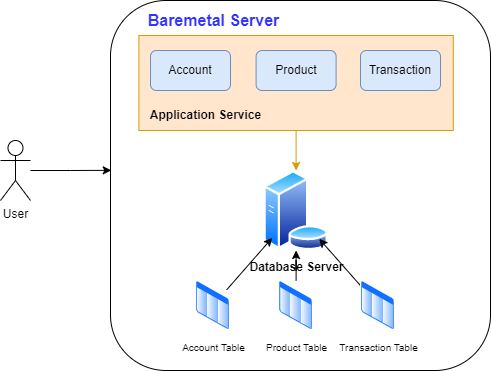 Baremetal Server
Account
Product
Transaction
Application Service
User
Database Server
Account Table
Product Table
Transaction Table